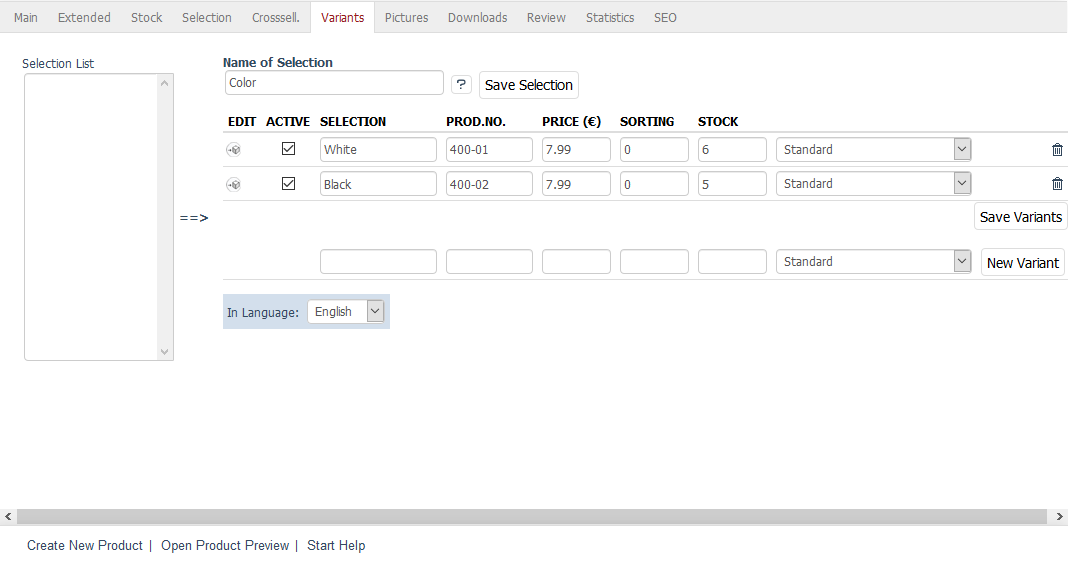 Main Extended Stock Selection Crosssell. Variants Pictures Downloads Review Statistics SEO
Selection List
Name of Selection
Color ? Save Selection
EDIT ACTIVE SELECTION PROD.NO. PRICE (€) SORTING STOCK
White 400-01 7.99 0 6 Standard
Black 400-02 7.99 0 5 Standard
==>
Save Variants
Standard New Variant
In Language: English
Create New Product | Open Product Preview | Start Help